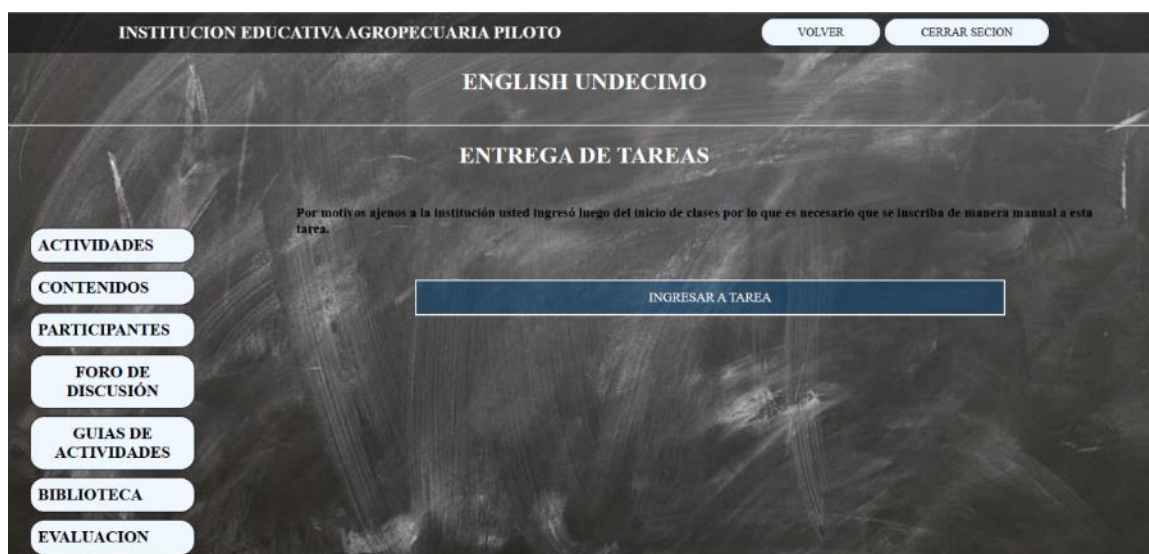 INSTITUCION EDUCATIVA AGROPECUARIA PILOTO
VOLVER
CERRAR SECION
ENGLISH UNDECIMO
ENTREGA DE TAREAS
Por motivos ajenos a la institución usted ingresó luego del inicio de clases por lo que es necesario que se inscriba de manera manual a esta
tarea.
INGRESAR A TAREA
ACTIVIDADES
CONTENIDOS
PARTICIPANTES
FORO DE
DISCUSIÓN
GUIAS DE
ACTIVIDADES
BIBLIOTECA
EVALUACION